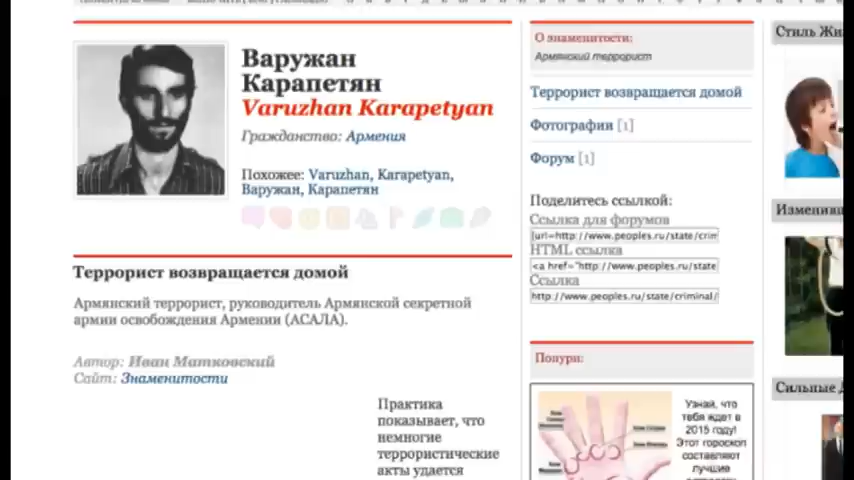 Варужан
Карапетян
Varuzhan Karapetyan
Гражданство: Армения
Похожее: Varuzhan, Karapetyan,
Варужан, Карапетян
Террорист возвращается домой
Армянский террорист, руководитель Армянской секретной
армии освобождения Армении (АСАЛА).
Автор: Иван Матковский
Сайт: Знаменитости
Практика
показывает, что
немногие
террористические
акты удается
О знаменитости:
Армянский террорист
Террорист возвращается домой
Фотографии [1]
Форум [1]
Поделитесь ссылкой:
Ссылка для форумов
[url=http://www.peoples.ru/state/crim
HTML ссылка
<a href="http://www.peoples.ru/state
Ссылка
http://www.peoples.ru/state/criminal/
Попури:
Узнай, что
тебя ждет в
2015 году!
Этот гороскоп
составляют
лучшие
Стиль Жи
Изменивш
Сильные Д